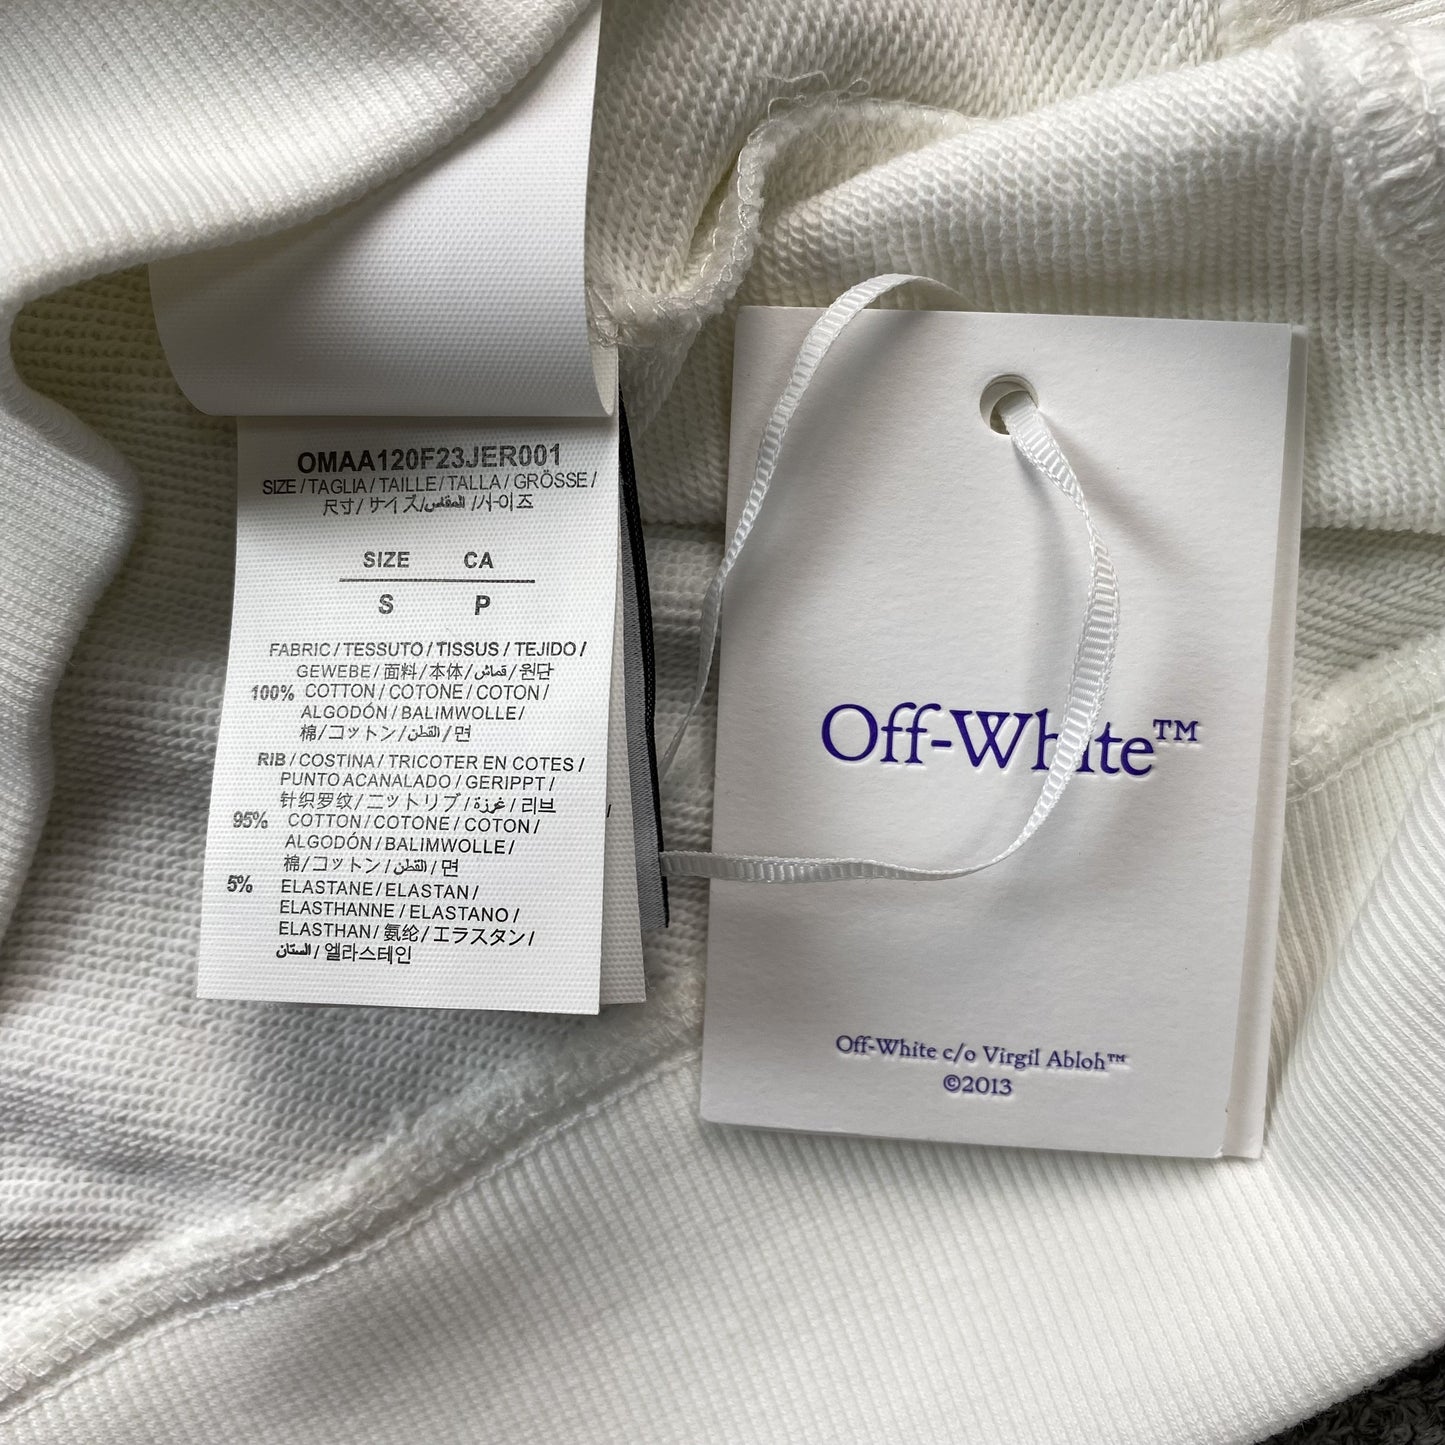 OMAA120F23JER001
SIZE / TAGLIA / TAILLE / TALLA / GRÖSSE /
尺寸 / サイズ / المقاس / 사이즈
SIZE CA
S P
FABRIC / TESSUTO / TISSUS / TEJIDO /
GEWEBE / 面料 / 本体 / قماش / 원단
100% COTTON / COTONE / COTON /
ALGODÓN / BALIMWOLLE /
棉 / コットン / القطن / 면
RIB / COSTINA / TRICOTER EN COTES /
PUNTO ACANALADO / GERIPPT /
针织罗纹 / ニットリブ / غرزة / 리브
95% COTTON / COTONE / COTON /
ALGODÓN / BALIMWOLLE /
棉 / コットン / القطن / 면
5% ELASTANE / ELASTAN /
ELASTHANNE / ELASTANO /
ELASTHAN / 氨纶 / エラスタン /
الستان / 엘라스테인
Off-White™
Off-White c/o Virgil Abloh™
©2013